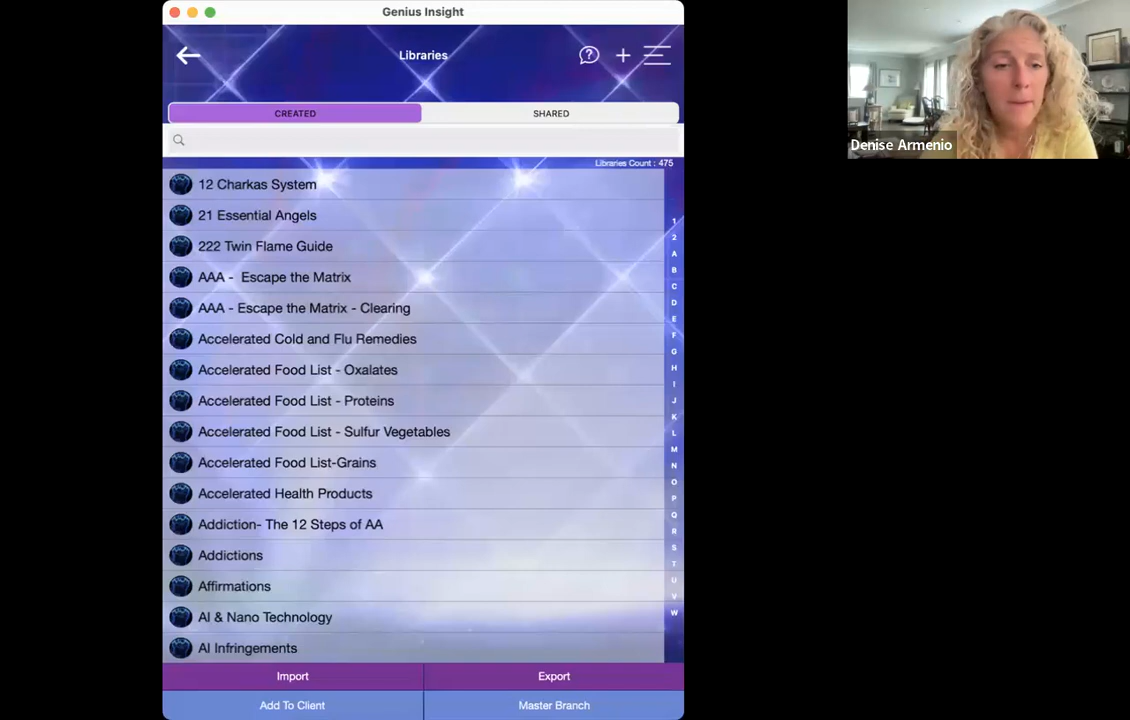 Genius Insight
Libraries
CREATED
SHARED
Libraries Count : 475
12 Charkas System
21 Essential Angels
222 Twin Flame Guide
AAA -  Escape the Matrix
AAA - Escape the Matrix - Clearing
Accelerated Cold and Flu Remedies
Accelerated Food List - Oxalates
Accelerated Food List - Proteins
Accelerated Food List - Sulfur Vegetables
Accelerated Food List-Grains
Accelerated Health Products
Addiction- The 12 Steps of AA
Addictions
Affirmations
AI & Nano Technology
AI Infringements
1
2
A
B
C
D
E
F
G
H
I
J
K
L
M
N
O
P
Q
R
S
T
U
V
W
Import
Export
Add To Client
Master Branch
Denise Armenio